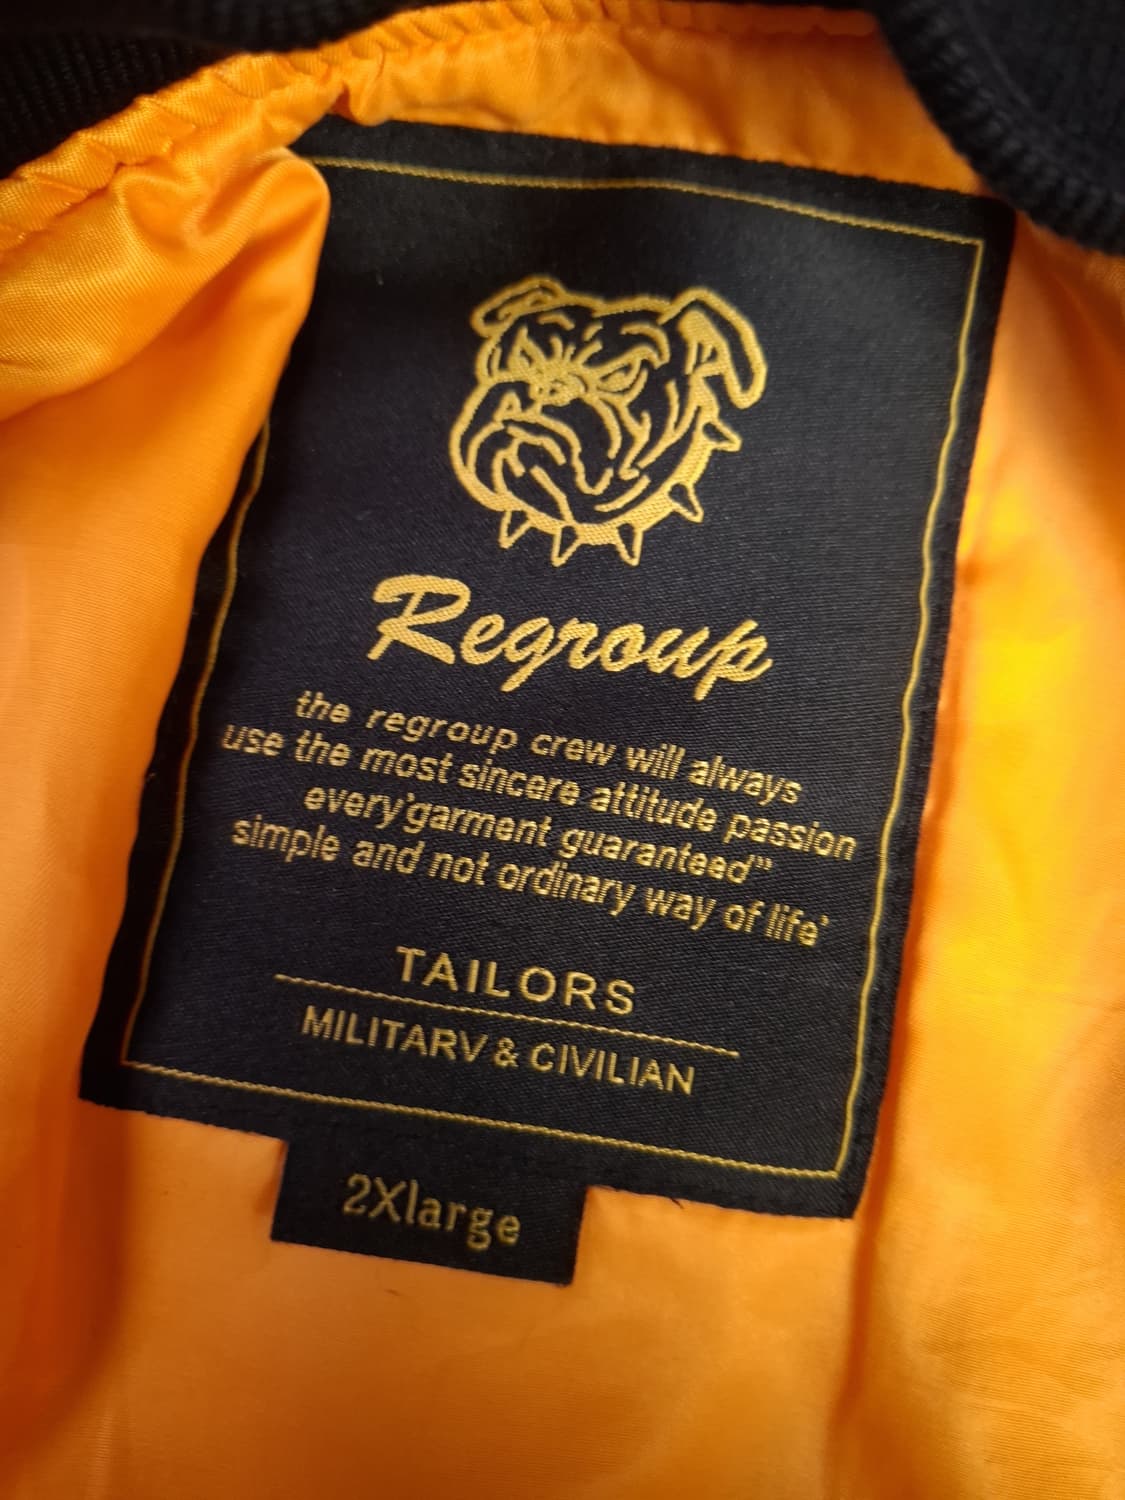 Regroup
the regroup crew will always
use the most sincere attitude passion
every'garment guaranteed"
simple and not ordinary way of life'
TAILORS
MILITARV & CIVILIAN
2Xlarge